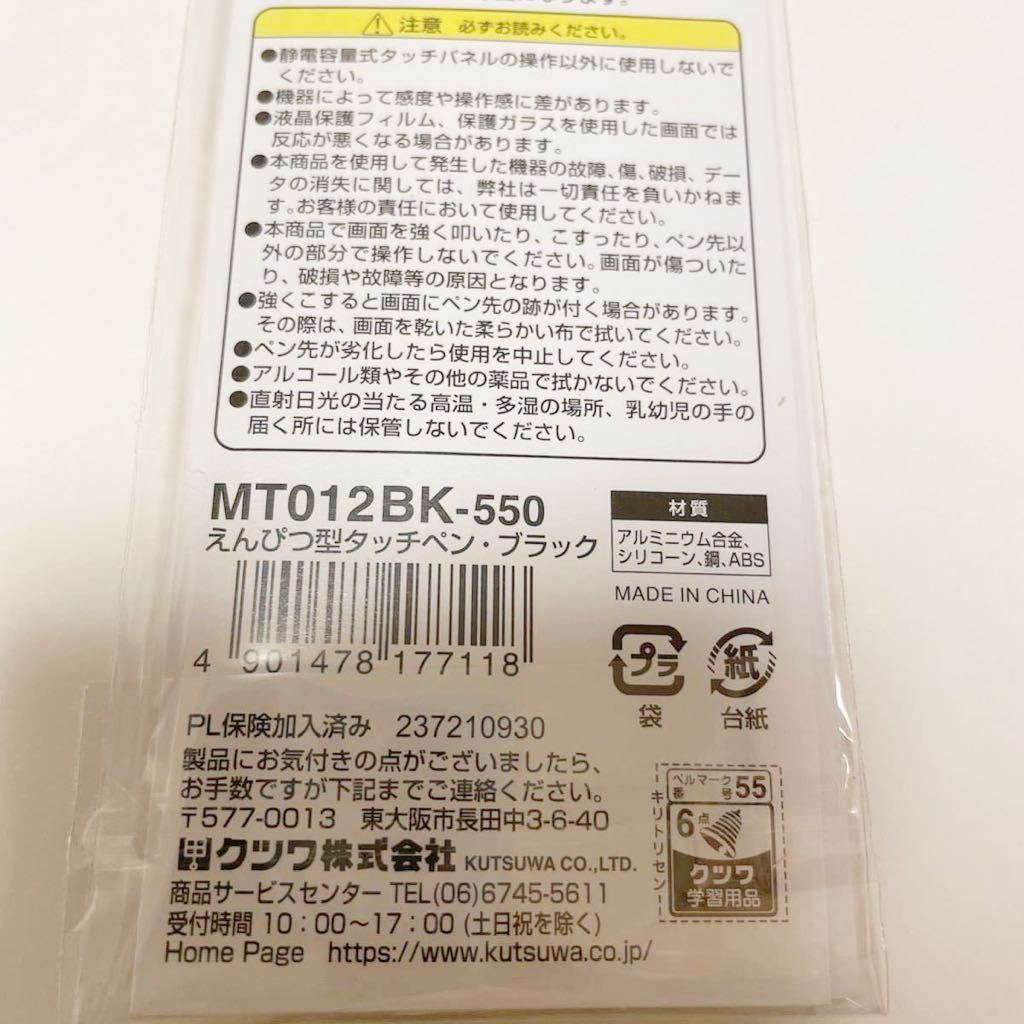 注意 必ずお読みください。
●静電容量式タッチパネルの操作以外に使用しないで
ください。
●機器によって感度や操作感に差があります。
●液晶保護フィルム、保護ガラスを使用した画面では
反応が悪くなる場合があります。
●本商品を使用して発生した機器の故障、傷、破損、デー
タの消失に関しては、弊社は一切責任を負いかねま
す。お客様の責任において使用してください。
●本商品で画面を強く叩いたり、こすったり、ペン先以
外の部分で操作しないでください。画面が傷ついた
り、破損や故障等の原因となります。
●強くこすると画面にペン先の跡が付く場合があります。
その際は、画面を乾いた柔らかい布で拭いてください。
●ペン先が劣化したら使用を中止してください。
●アルコール類やその他の薬品で拭かないでください。
●直射日光の当たる高温・多湿の場所、乳幼児の手の
届く所には保管しないでください。
MT012BK-550
えんぴつ型タッチペン・ブラック
材質
アルミニウム合金、
シリコーン、鋼、ABS
MADE IN CHINA
4 901478 177118
プラ
袋
紙
台紙
PL保険加入済み 237210930
製品にお気付きの点がございましたら、
お手数ですが下記までご連絡ください。
〒577-0013 東大阪市長田中3-6-40
クツワ株式会社 KUTSUWA CO.,LTD.
商品サービスセンター TEL(06)6745-5611
受付時間 10:00～17:00 (土日祝を除く)
Home Page https://www.kutsuwa.co.jp/
キリトリセン
ベルマーク
番号 55
6点
クツワ
学習用品